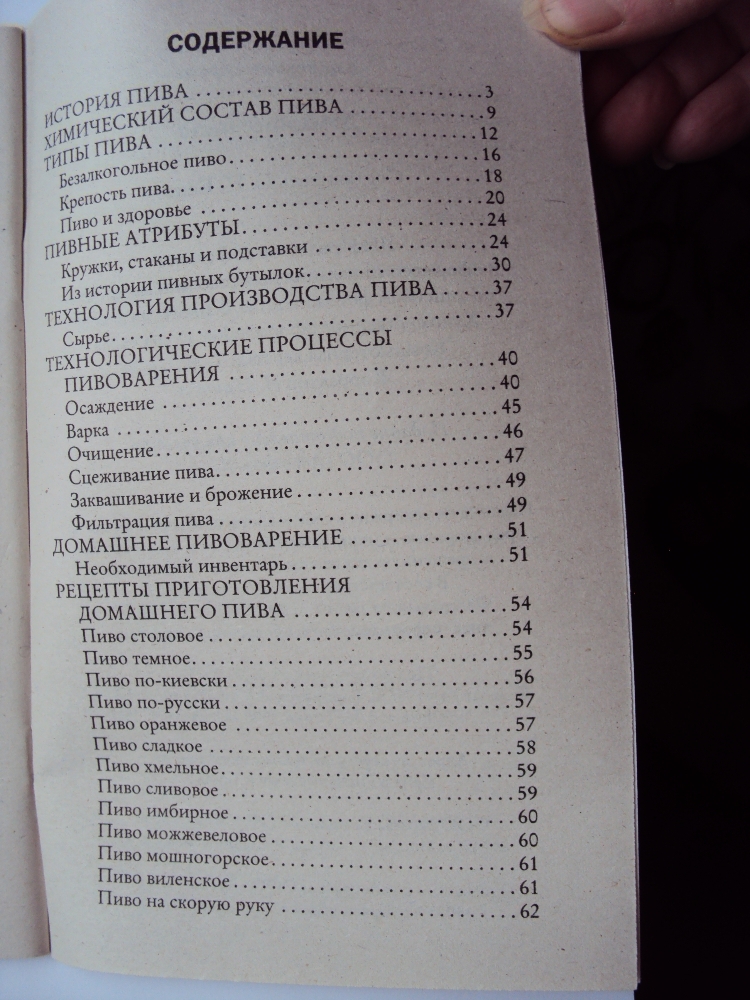 СОДЕРЖАНИЕ
ИСТОРИЯ ПИВА . . . . . . . . . . . . . . . . . . . . . . . . . . . . . . 3
ХИМИЧЕСКИЙ СОСТАВ ПИВА . . . . . . . . . . . . . 9
ТИПЫ ПИВА . . . . . . . . . . . . . . . . . . . . . . . . . . . . . . . 12
Безалкогольное пиво. . . . . . . . . . . . . . . . . . . . . . . . 16
Крепость пива. . . . . . . . . . . . . . . . . . . . . . . . . . . . . 18
Пиво и здоровье . . . . . . . . . . . . . . . . . . . . . . . . . . . 20
ПИВНЫЕ АТРИБУТЫ. . . . . . . . . . . . . . . . . . . . . . . 24
Кружки, стаканы и подставки . . . . . . . . . . . . . . . . 24
Из истории пивных бутылок. . . . . . . . . . . . . . . . . 30
ТЕХНОЛОГИЯ ПРОИЗВОДСТВА ПИВА . . . . . 37
Сырье. . . . . . . . . . . . . . . . . . . . . . . . . . . . . . . . . . . . 37
ТЕХНОЛОГИЧЕСКИЕ ПРОЦЕССЫ
ПИВОВАРЕНИЯ . . . . . . . . . . . . . . . . . . . . . . . . . . 40
Осаждение . . . . . . . . . . . . . . . . . . . . . . . . . . . . . . . 40
Варка . . . . . . . . . . . . . . . . . . . . . . . . . . . . . . . . . . . 45
Очищение. . . . . . . . . . . . . . . . . . . . . . . . . . . . . . . . 46
Сцеживание пива. . . . . . . . . . . . . . . . . . . . . . . . . . 47
Заквашивание и брожение . . . . . . . . . . . . . . . . . . . 49
Фильтрация пива . . . . . . . . . . . . . . . . . . . . . . . . . . 49
ДОМАШНЕЕ ПИВОВАРЕНИЕ . . . . . . . . . . . . . . . 51
Необходимый инвентарь . . . . . . . . . . . . . . . . . . . . 51
РЕЦЕПТЫ ПРИГОТОВЛЕНИЯ
ДОМАШНЕГО ПИВА . . . . . . . . . . . . . . . . . . . . . 54
Пиво столовое . . . . . . . . . . . . . . . . . . . . . . . . . . . . 54
Пиво темное. . . . . . . . . . . . . . . . . . . . . . . . . . . . . . 55
Пиво по-киевски . . . . . . . . . . . . . . . . . . . . . . . . . . 56
Пиво по-русски . . . . . . . . . . . . . . . . . . . . . . . . . . . 57
Пиво оранжевое . . . . . . . . . . . . . . . . . . . . . . . . . . . 57
Пиво сладкое . . . . . . . . . . . . . . . . . . . . . . . . . . . . . 58
Пиво хмельное. . . . . . . . . . . . . . . . . . . . . . . . . . . . 59
Пиво сливовое . . . . . . . . . . . . . . . . . . . . . . . . . . . . 59
Пиво имбирное . . . . . . . . . . . . . . . . . . . . . . . . . . . 60
Пиво можжевеловое . . . . . . . . . . . . . . . . . . . . . . . 60
Пиво мошногорское. . . . . . . . . . . . . . . . . . . . . . . . 61
Пиво виленское . . . . . . . . . . . . . . . . . . . . . . . . . . . 61
Пиво на скорую руку . . . . . . . . . . . . . . . . . . . . . . . 62